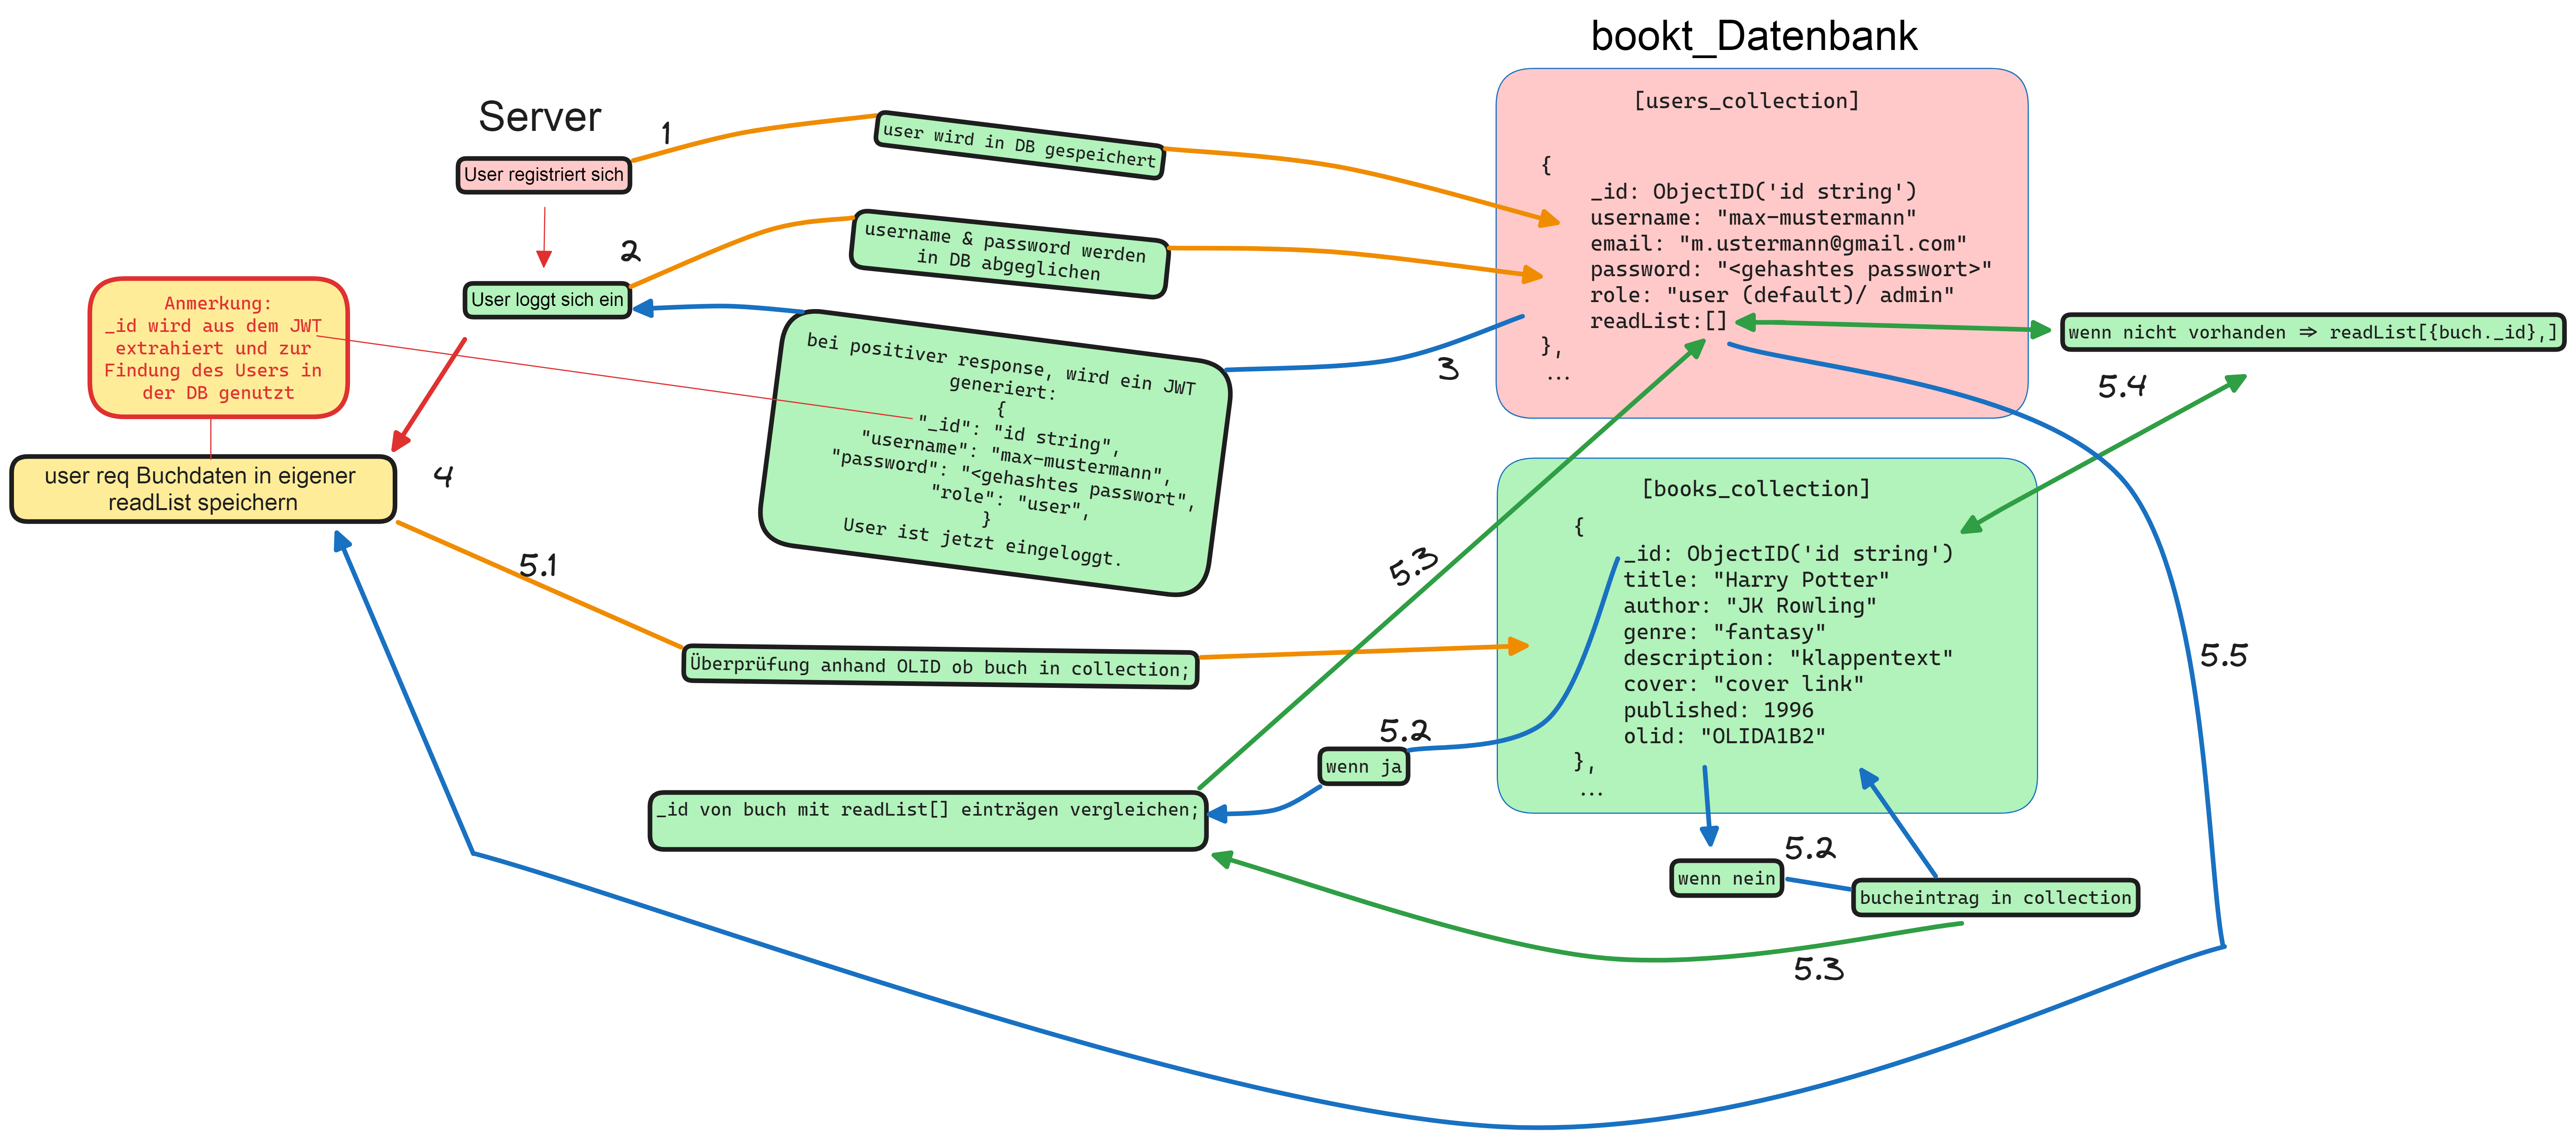 bookt_Datenbank
Server
1
User registriert sich
user wird in DB gespeichert
2
User loggt sich ein
username & password werden
in DB abgeglichen
[users_collection]
{
_id: ObjectID('id string')
username: "max-mustermann"
email: "m.ustermann@gmail.com"
password: "<gehashtes passwort>"
role: "user (default)/ admin"
readList:[]
},
...
3
bei positiver response, wird ein JWT
generiert:
{
"_id": "id string",
"username": "max-mustermann",
"password": "<gehashtes passwort",
"role": "user",
}
User ist jetzt eingeloggt.
Anmerkung:
_id wird aus dem JWT
extrahiert und zur
Findung des Users in
der DB genutzt
4
user req Buchdaten in eigener
readList speichern
5.1
Überprüfung anhand OLID ob buch in collection;
[books_collection]
{
_id: ObjectID('id string')
title: "Harry Potter"
author: "JK Rowling"
genre: "fantasy"
description: "klappentext"
cover: "cover link"
published: 1996
olid: "OLIDA1B2"
},
...
5.2
wenn ja
_id von buch mit readList[] einträgen vergleichen;
5.2
wenn nein
bucheintrag in collection
5.3
5.3
wenn nicht vorhanden => readList[{buch._id},]
5.4
5.5